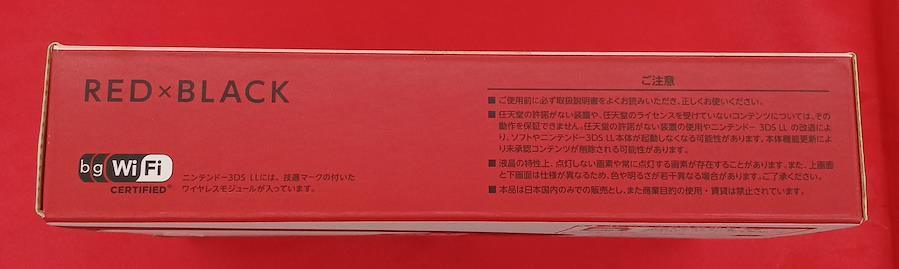 RED×BLACK
bg Wi Fi
CERTIFIED®
ニンテンドー3DS LLには、技適マークの付いた
ワイヤレスモジュールが入っています。
ご注意
■ ご使用前に必ず取扱説明書をよくお読みいただき、正しくお使いください。
■ 任天堂の許諾がない装置や、任天堂のライセンスを受けていないコンテンツについては、その
動作を保証できません。任天堂の許諾がない装置の使用やニンテンドー3DS LL の改造によ
り、ソフトやニンテンドー3DS LL本体が起動しなくなる可能性があります。本体機能更新によ
り未承認コンテンツが削除される可能性があります。
■ 液晶の特性上、点灯しない画素や常に点灯する画素が存在することがあります。また、上画面
と下画面は仕様が異なるため、色や明るさが若干異なる場合があります。ご了承ください。
■ 本品は日本国内のみでの販売とし、また商業目的の使用・賃貸は禁止されています。